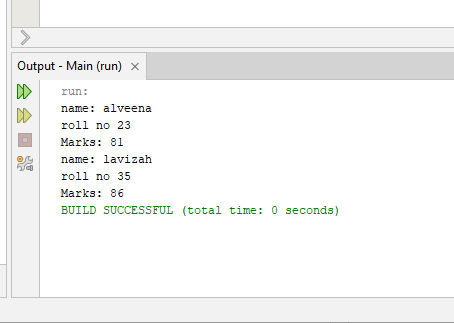 Output - Main (run) ×
run:
name: alveena
roll no 23
Marks: 81
name: lavizah
roll no 35
Marks: 86
BUILD SUCCESSFUL (total time: 0 seconds)